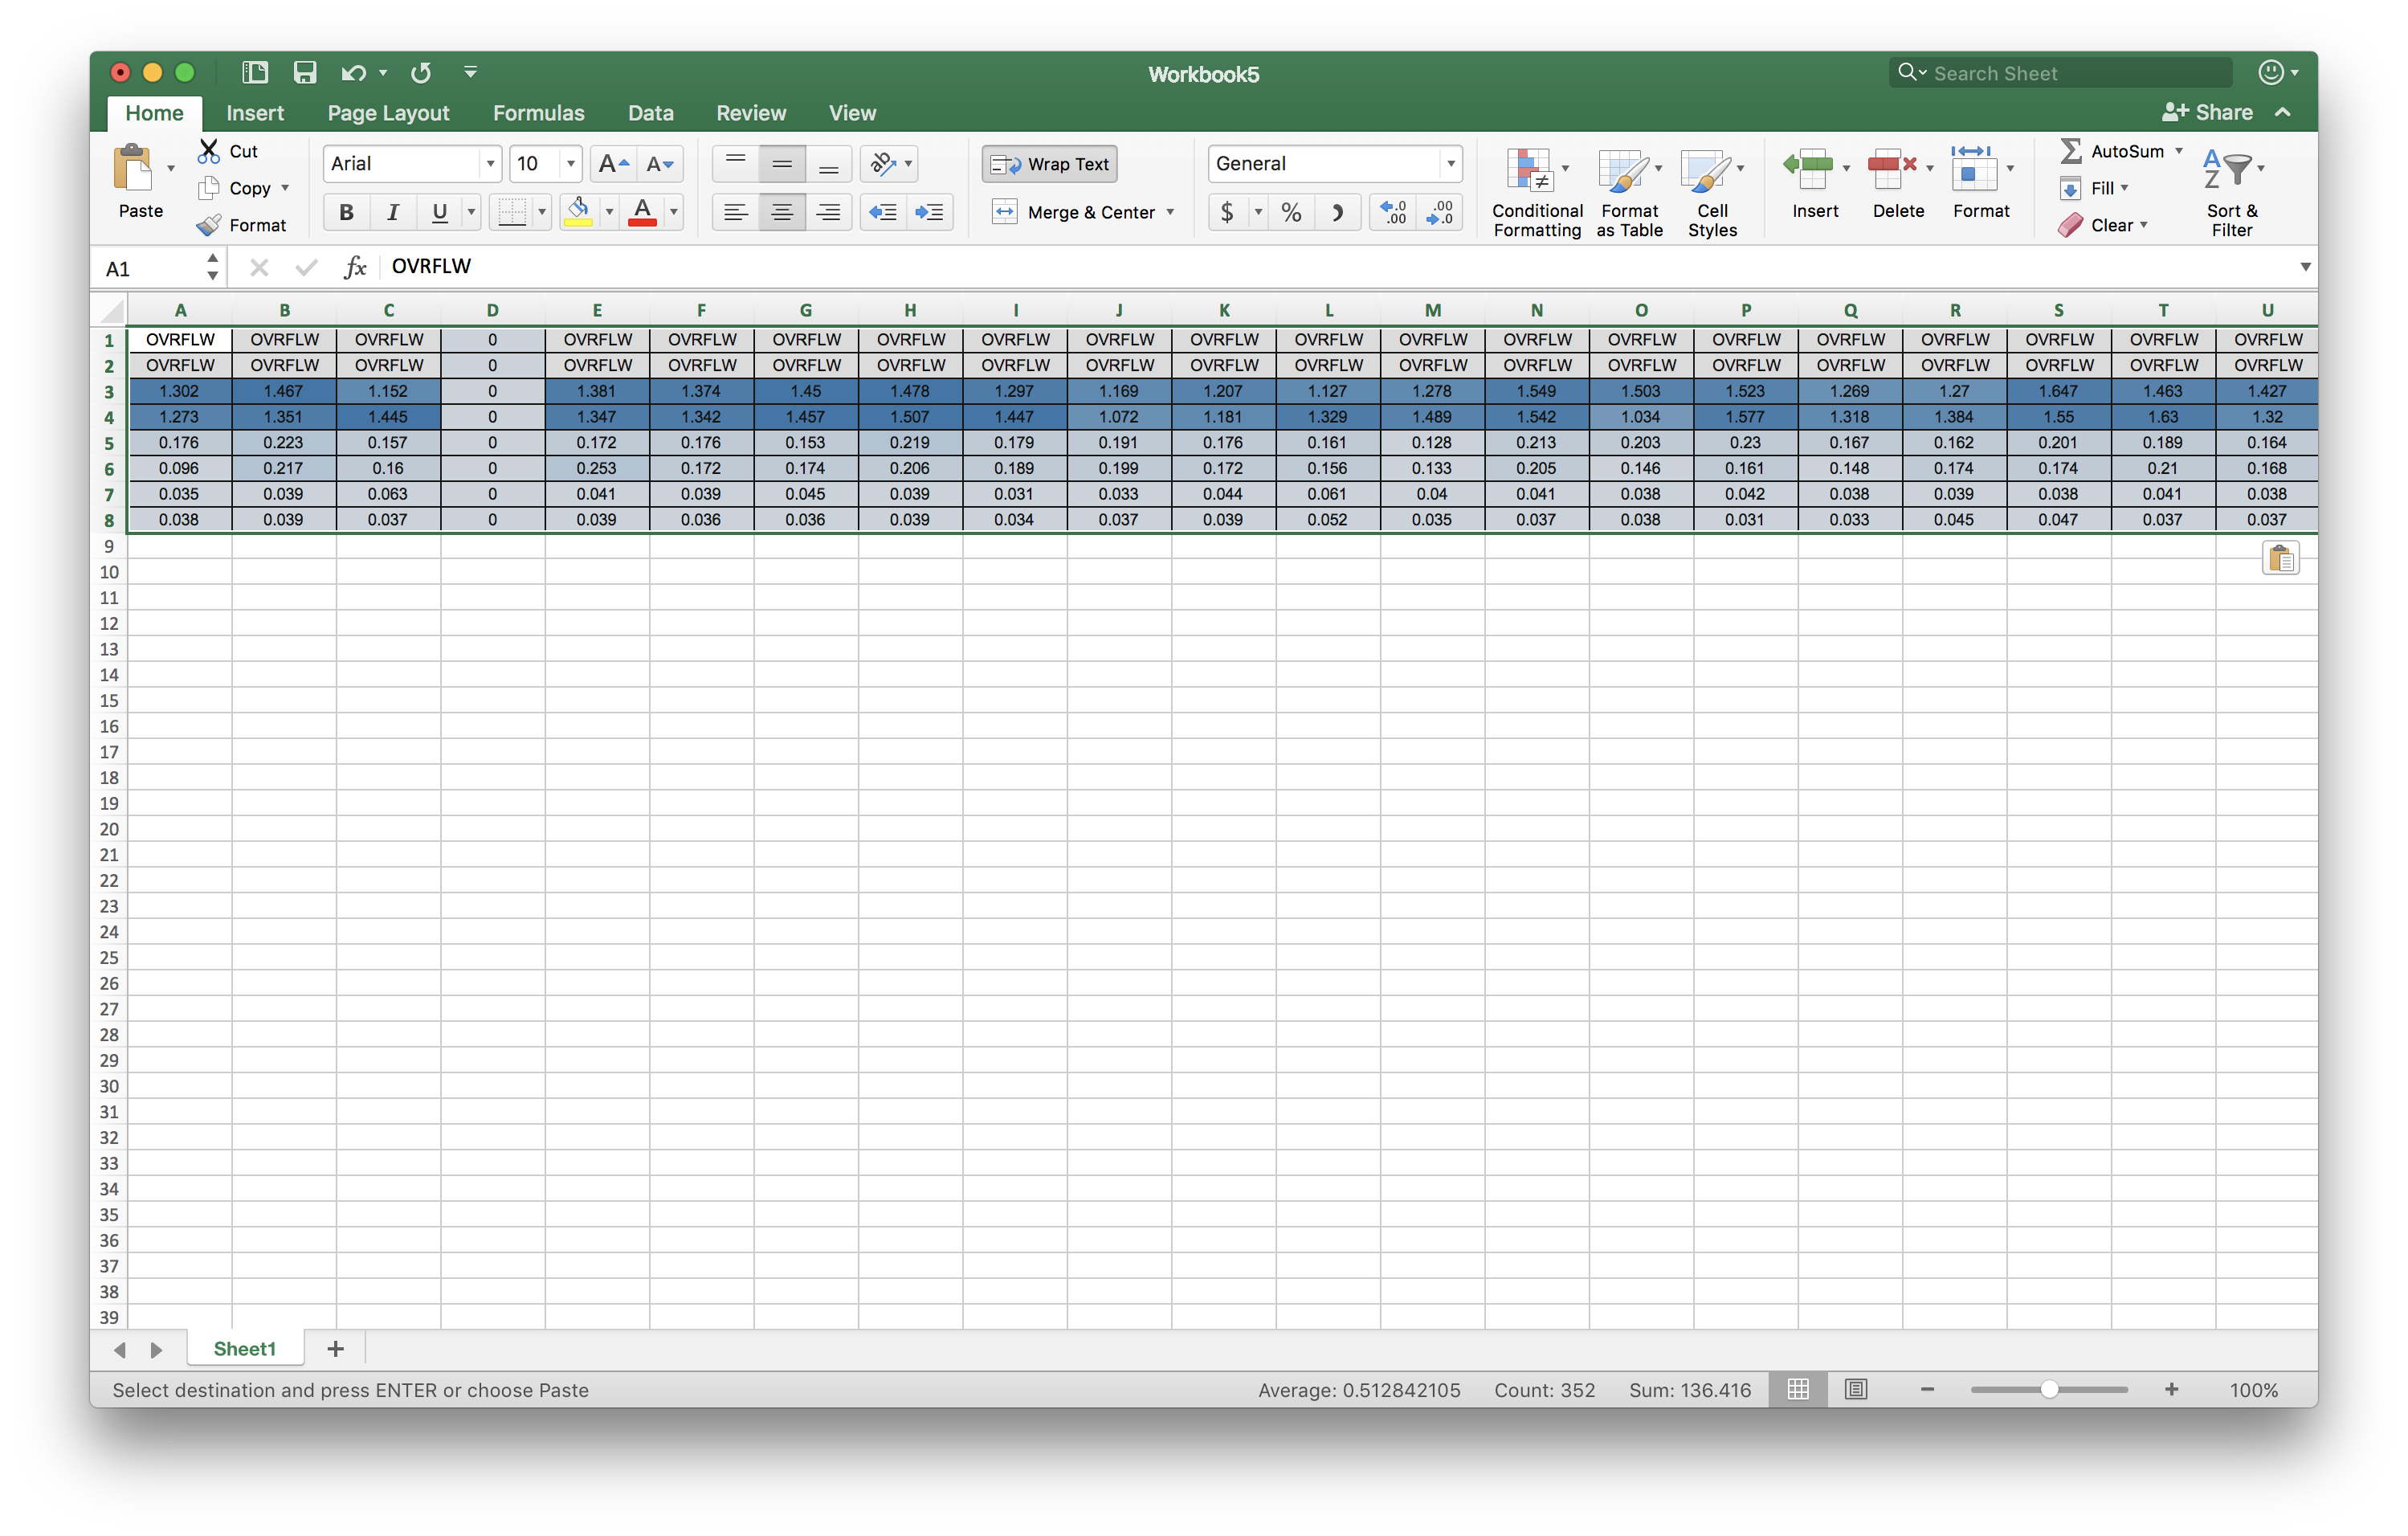 Workbook5
Search Sheet
Home Insert Page Layout Formulas Data Review View Share
Cut
Copy
Format
Paste
Arial 10
B I U
Wrap Text
Merge & Center
General
$ %
Conditional Formatting
Format as Table
Cell Styles
Insert
Delete
Format
AutoSum
Fill
Clear
Sort & Filter
A1 fx OVRFLW
A B C D E F G H I J K L M N O P Q R S T U
1 OVRFLW OVRFLW OVRFLW 0 OVRFLW OVRFLW OVRFLW OVRFLW OVRFLW OVRFLW OVRFLW OVRFLW OVRFLW OVRFLW OVRFLW OVRFLW OVRFLW OVRFLW OVRFLW OVRFLW OVRFLW
2 OVRFLW OVRFLW OVRFLW 0 OVRFLW OVRFLW OVRFLW OVRFLW OVRFLW OVRFLW OVRFLW OVRFLW OVRFLW OVRFLW OVRFLW OVRFLW OVRFLW OVRFLW OVRFLW OVRFLW OVRFLW
3 1.302 1.467 1.152 0 1.381 1.374 1.45 1.478 1.297 1.169 1.207 1.127 1.278 1.549 1.503 1.523 1.269 1.27 1.647 1.463 1.427
4 1.273 1.351 1.445 0 1.347 1.342 1.457 1.507 1.447 1.072 1.181 1.329 1.489 1.542 1.034 1.577 1.318 1.384 1.55 1.63 1.32
5 0.176 0.223 0.157 0 0.172 0.176 0.153 0.219 0.179 0.191 0.176 0.161 0.128 0.213 0.203 0.23 0.167 0.162 0.201 0.189 0.164
6 0.096 0.217 0.16 0 0.253 0.172 0.174 0.206 0.189 0.199 0.172 0.156 0.133 0.205 0.146 0.161 0.148 0.174 0.174 0.21 0.168
7 0.035 0.039 0.063 0 0.041 0.039 0.045 0.039 0.031 0.033 0.044 0.061 0.04 0.041 0.038 0.042 0.038 0.039 0.038 0.041 0.038
8 0.038 0.039 0.037 0 0.039 0.036 0.036 0.039 0.034 0.037 0.039 0.052 0.035 0.037 0.038 0.031 0.033 0.045 0.047 0.037 0.037
9
10
11
12
13
14
15
16
17
18
19
20
21
22
23
24
25
26
27
28
29
30
31
32
33
34
35
36
37
38
39
Sheet1 +
Select destination and press ENTER or choose Paste Average: 0.512842105 Count: 352 Sum: 136.416 100%